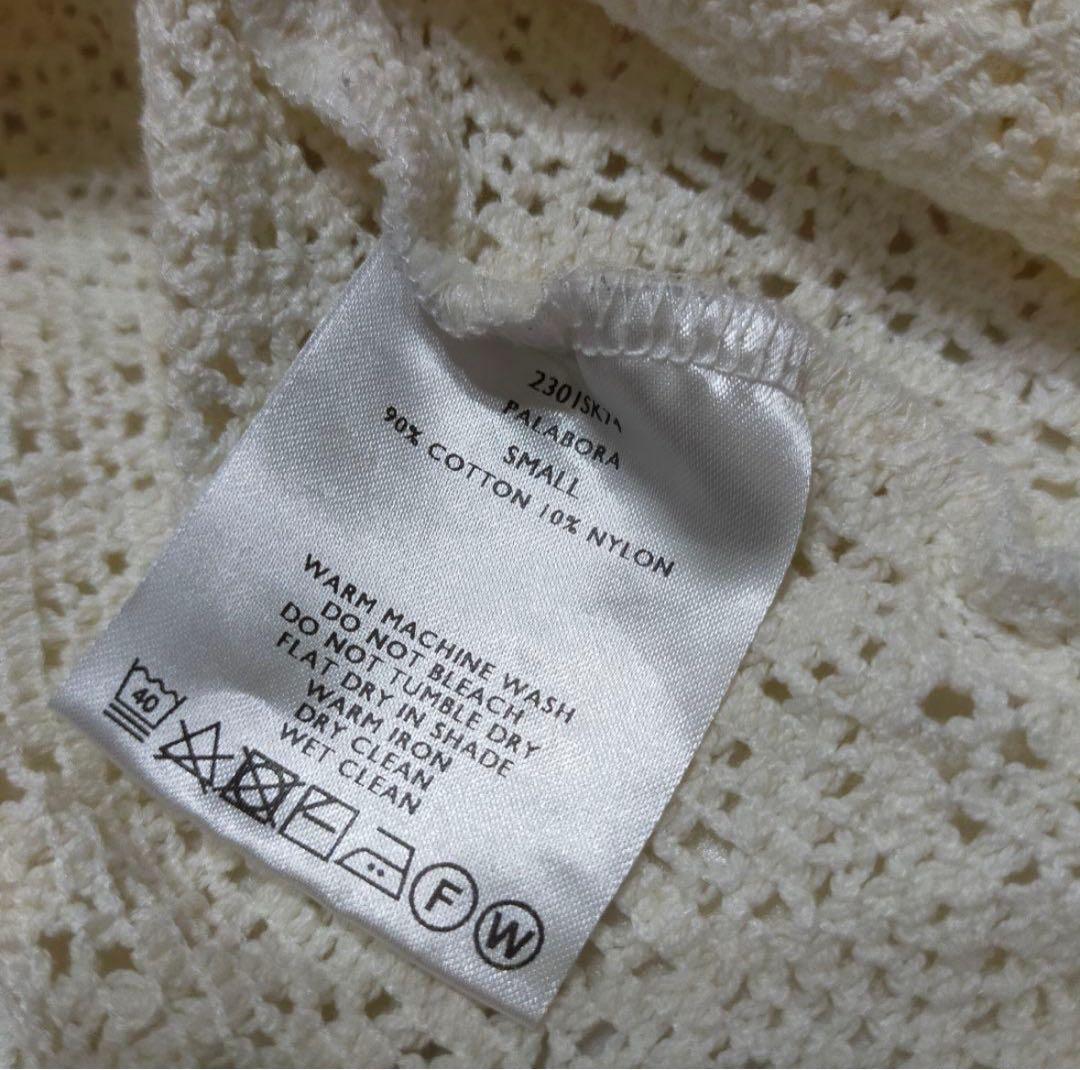 PALABORA
SMALL
90% COTTON 10% NYLON
WARM MACHINE WASH
DO NOT BLEACH
DO NOT TUMBLE DRY
FLAT DRY IN SHADE
WARM IRON
DRY CLEAN
WET CLEAN
40
F
W